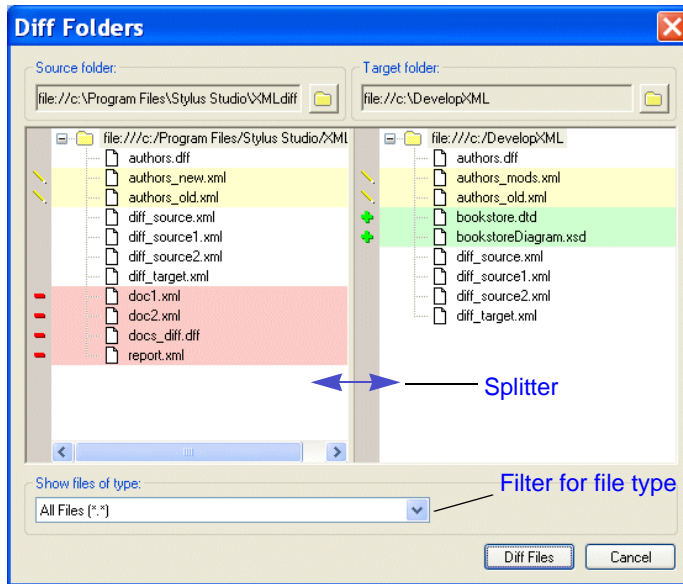 Diff Folders
Source folder:
file://c:\Program Files\Stylus Studio\XMLdiff
Target folder:
file://c:\DevelopXML
file:///c:/Program Files/Stylus Studio/XML
authors.dff
authors_new.xml
authors_old.xml
diff_source.xml
diff_source1.xml
diff_source2.xml
diff_target.xml
doc1.xml
doc2.xml
docs_diff.dff
report.xml
file:///c:/DevelopXML
authors.dff
authors_mods.xml
authors_old.xml
bookstore.dtd
bookstoreDiagram.xsd
diff_source.xml
diff_source1.xml
diff_source2.xml
diff_target.xml
Splitter
Show files of type:
Filter for file type
All Files (*.*)
Diff Files
Cancel